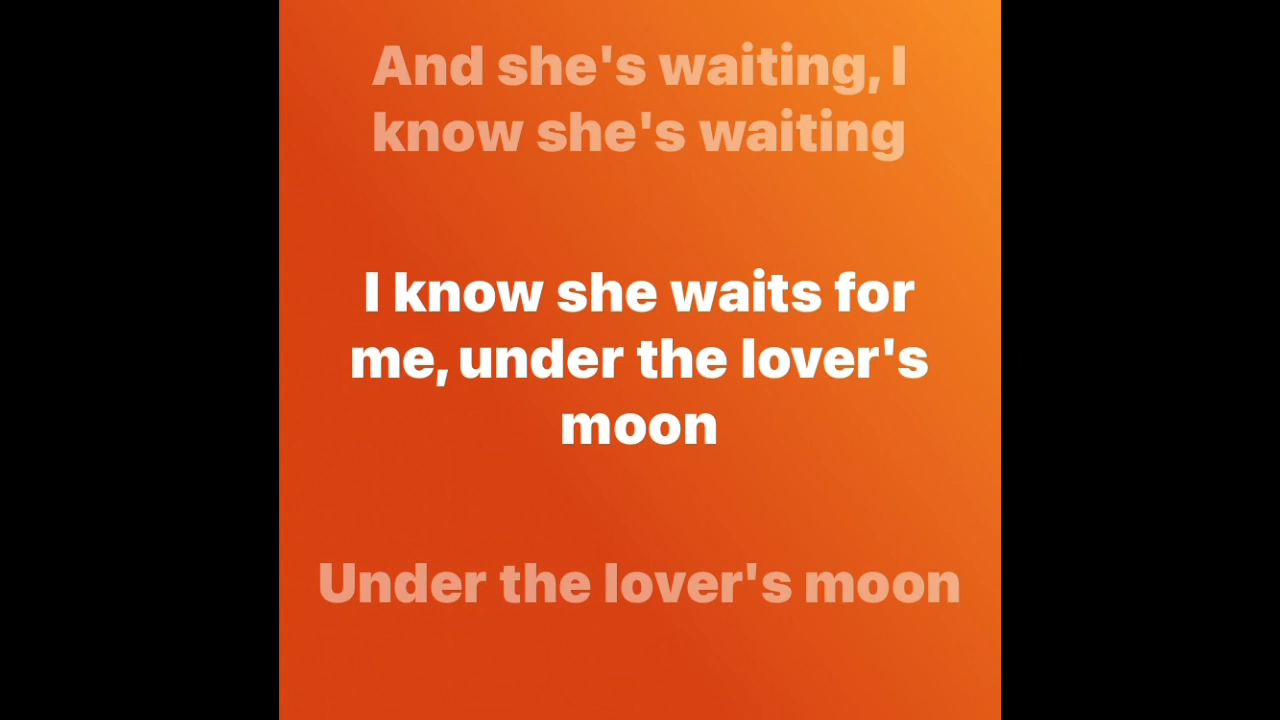 And she's waiting, I
know she's waiting
I know she waits for
me, under the lover's
moon
Under the lover's moon